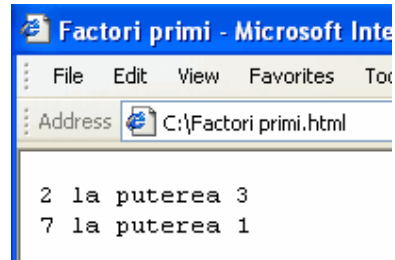 Factori primi - Microsoft Inte
File Edit View Favorites Too
Address C:\Factori primi.html
2 la puterea 3
7 la puterea 1